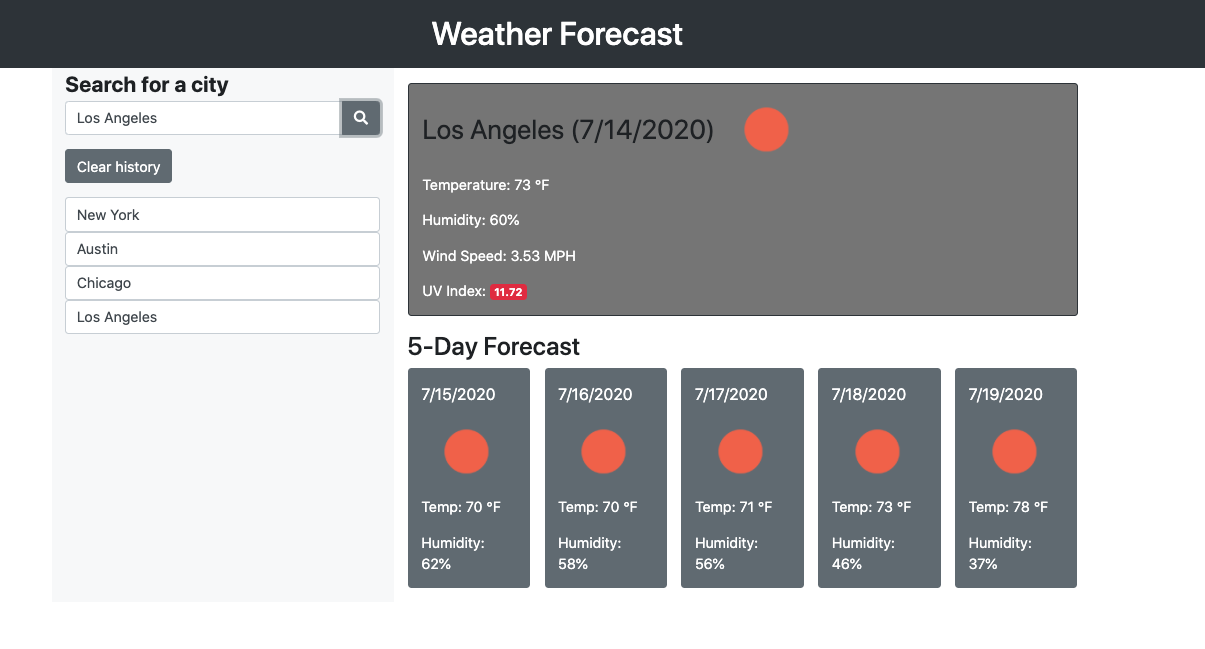 Weather Forecast
Search for a city
Los Angeles
Clear history
New York
Austin
Chicago
Los Angeles
Los Angeles (7/14/2020)
Temperature: 73 °F
Humidity: 60%
Wind Speed: 3.53 MPH
UV Index: 11.72
5-Day Forecast
7/15/2020
Temp: 70 °F
Humidity:
62%
7/16/2020
Temp: 70 °F
Humidity:
58%
7/17/2020
Temp: 71 °F
Humidity:
56%
7/18/2020
Temp: 73 °F
Humidity:
46%
7/19/2020
Temp: 78 °F
Humidity:
37%